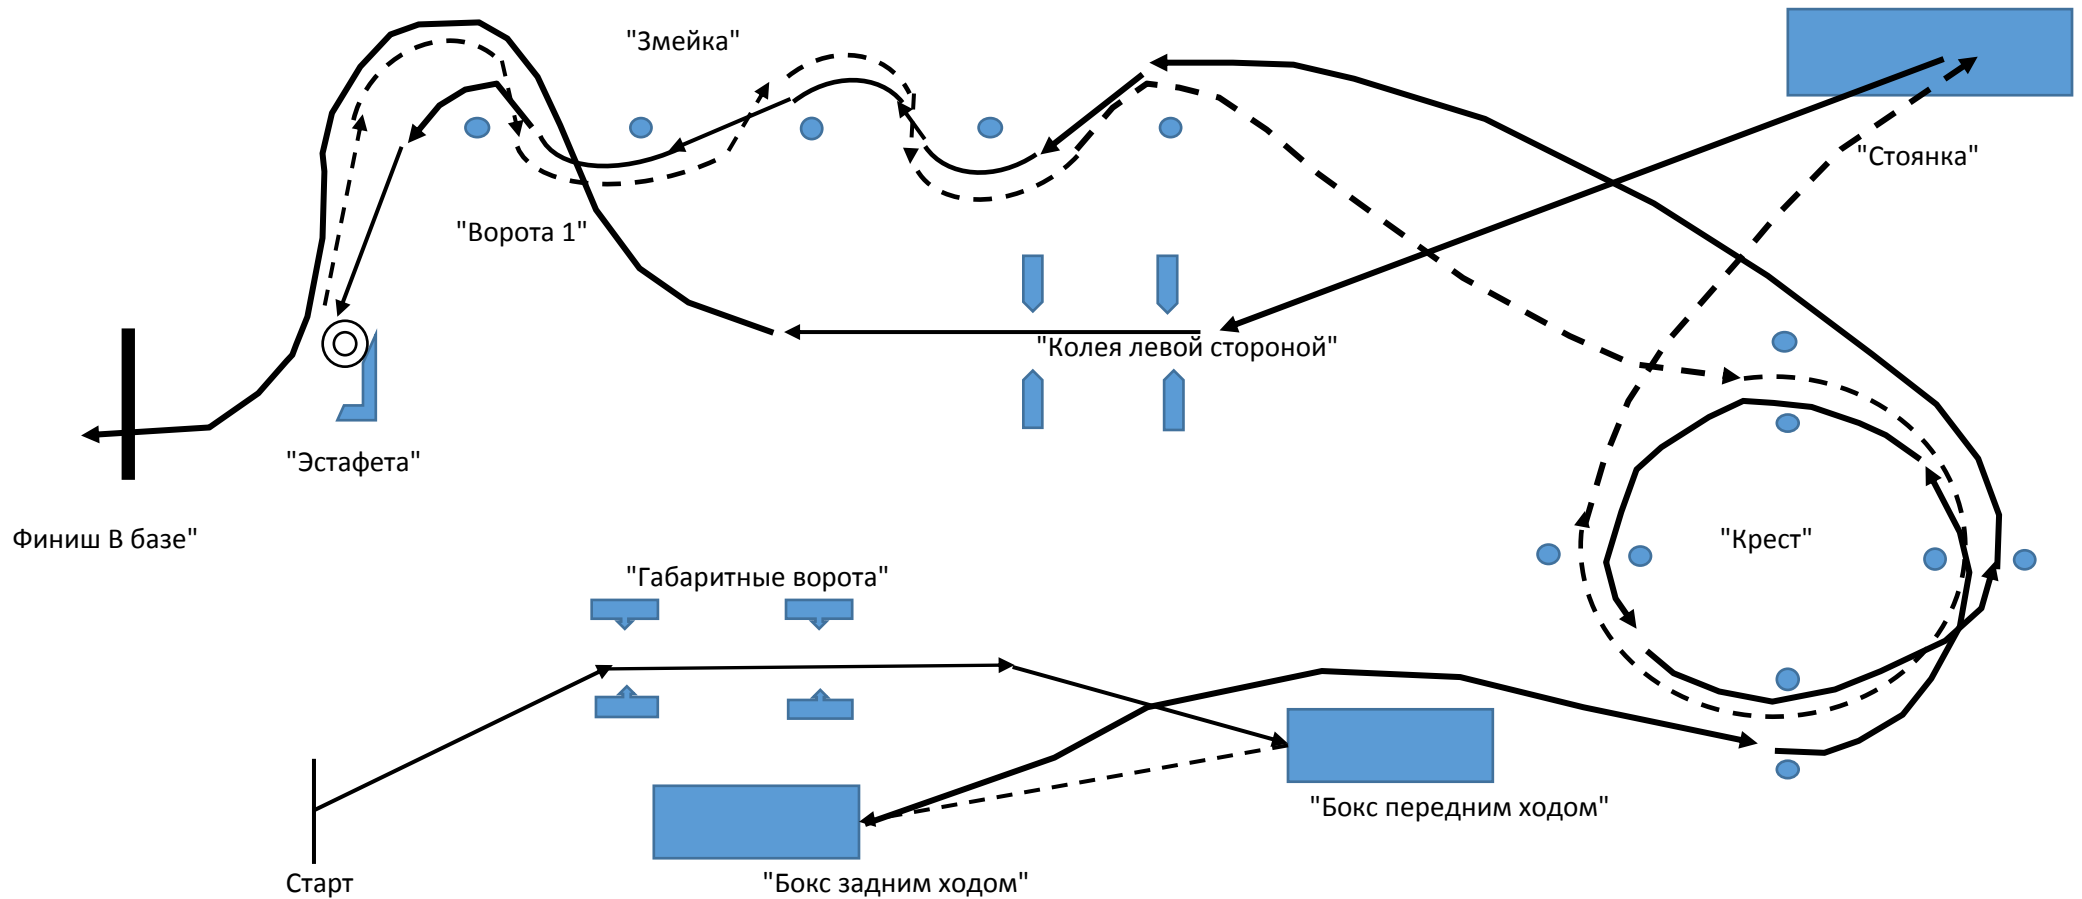 "Змейка"
"Стоянка"
"Ворота 1"
"Колея левой стороной"
"Эстафета"
Финиш В базе"
"Крест"
"Габаритные ворота"
"Бокс передним ходом"
Старт
"Бокс задним ходом"